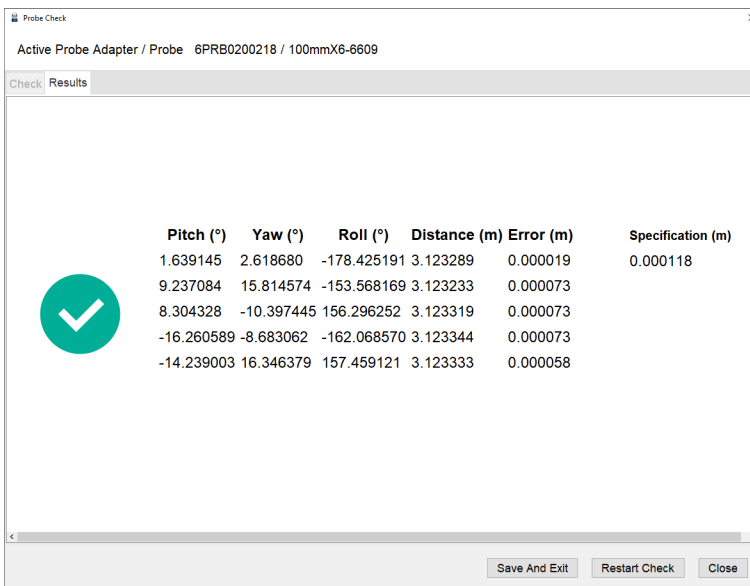 Probe Check
Active Probe Adapter / Probe 6PRB0200218 / 100mmX6-6609
Check Results
Pitch (°) Yaw (°) Roll (°) Distance (m) Error (m) Specification (m)
1.639145 2.618680 -178.425191 3.123289 0.000019 0.000118
9.237084 15.814574 -153.568169 3.123233 0.000073
8.304328 -10.397445 156.296252 3.123319 0.000073
-16.260589 -8.683062 -162.068570 3.123344 0.000073
-14.239003 16.346379 157.459121 3.123333 0.000058
Save And Exit Restart Check Close